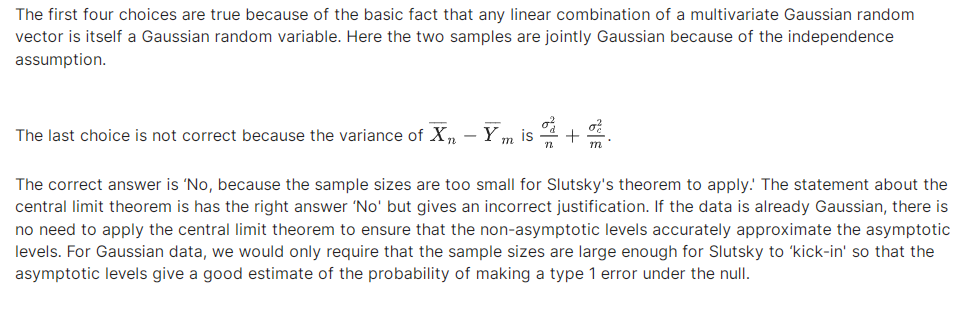 The first four choices are true because of the basic fact that any linear combination of a multivariate Gaussian random
vector is itself a Gaussian random variable. Here the two samples are jointly Gaussian because of the independence
assumption.
The last choice is not correct because the variance of $\overline{X}_n - \overline{Y}_m$ is $\frac{\sigma_d^2}{n} + \frac{\sigma_c^2}{m}$.
The correct answer is ‘No, because the sample sizes are too small for Slutsky's theorem to apply.' The statement about the
central limit theorem is has the right answer ‘No' but gives an incorrect justification. If the data is already Gaussian, there is
no need to apply the central limit theorem to ensure that the non-asymptotic levels accurately approximate the asymptotic
levels. For Gaussian data, we would only require that the sample sizes are large enough for Slutsky to ‘kick-in' so that the
asymptotic levels give a good estimate of the probability of making a type 1 error under the null.